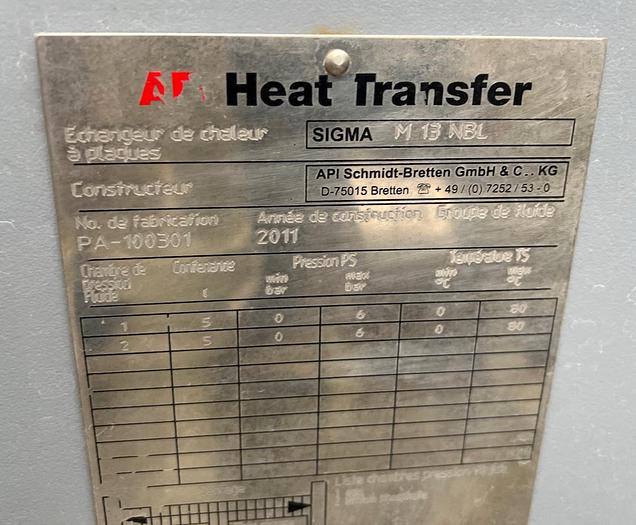 Heat Transfer
Echangeur de chaleur
à plaques
SIGMA M 13 NBL
Constructeur
API Schmidt-Bretten GmbH & C.. KG
D-75015 Bretten ☎ + 49 / (0) 7252 / 53 - 0
No. de fabrication Année de construction Groupe de fluide
PA-100301 2011
Chambre de Contenance Pression PS Température TS
pression l min max min max
Fluide bar bar °C °C
1 5 0 6 0 80
2 5 0 6 0 80
Liste chambres pression